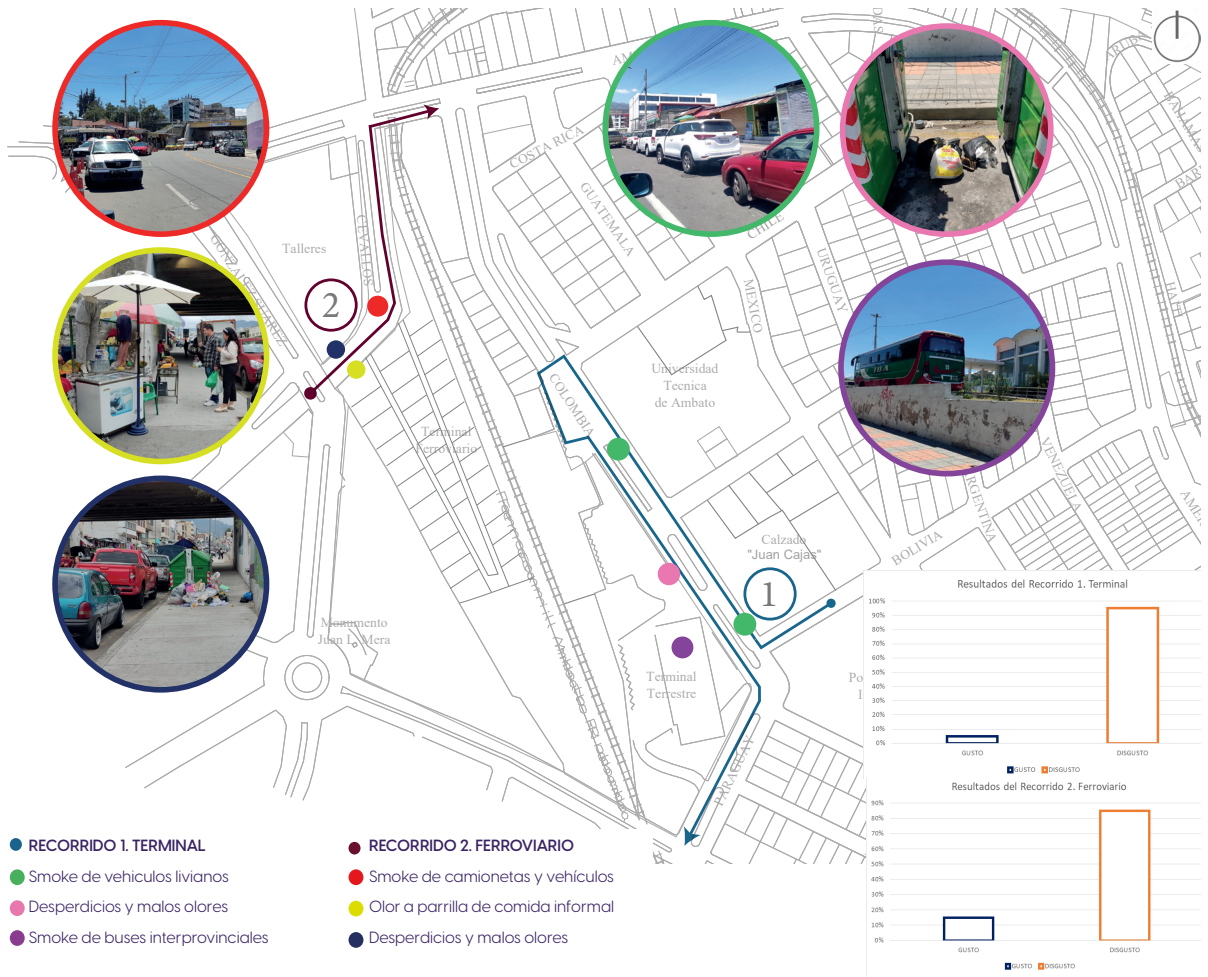 COSTA RICA
GUATEMALA
CHILE
URUGUAY
MEXICO
CEVALLOS
Talleres
2
Universidad
Tecnica
de Ambato
COLOMBIA
Terminal
Ferroviario
VENEZUELA
BOLIVIA
Calzado
"Juan Cajas"
1
Monumento
Juan L. Mera
Terminal
Terrestre
PARAGUAY
Resultados del Recorrido 1. Terminal
100%
90%
80%
70%
60%
50%
40%
30%
20%
10%
0%
GUSTO
DISGUSTO
GUSTO DISGUSTO
Resultados del Recorrido 2. Ferroviario
90%
80%
70%
60%
50%
40%
30%
20%
10%
0%
GUSTO
DISGUSTO
GUSTO DISGUSTO
RECORRIDO 1. TERMINAL
Smoke de vehiculos livianos
Desperdicios y malos olores
Smoke de buses interprovinciales
RECORRIDO 2. FERROVIARIO
Smoke de camionetas y vehículos
Olor a parrilla de comida informal
Desperdicios y malos olores